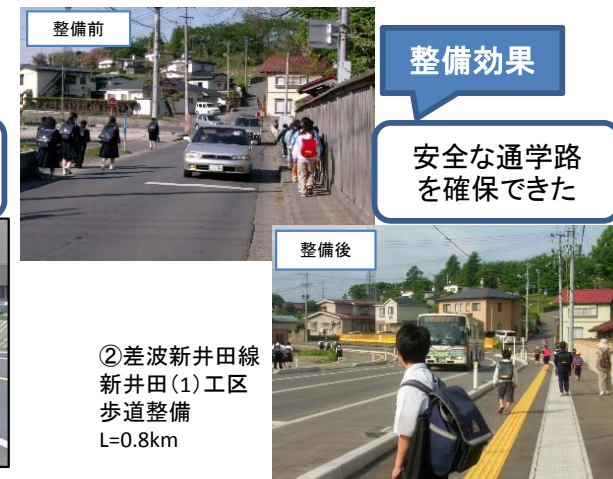 整備前
整備効果
安全な通学路
を確保できた
整備後
②差波新井田線
新井田(1)工区
歩道整備
L=0.8km